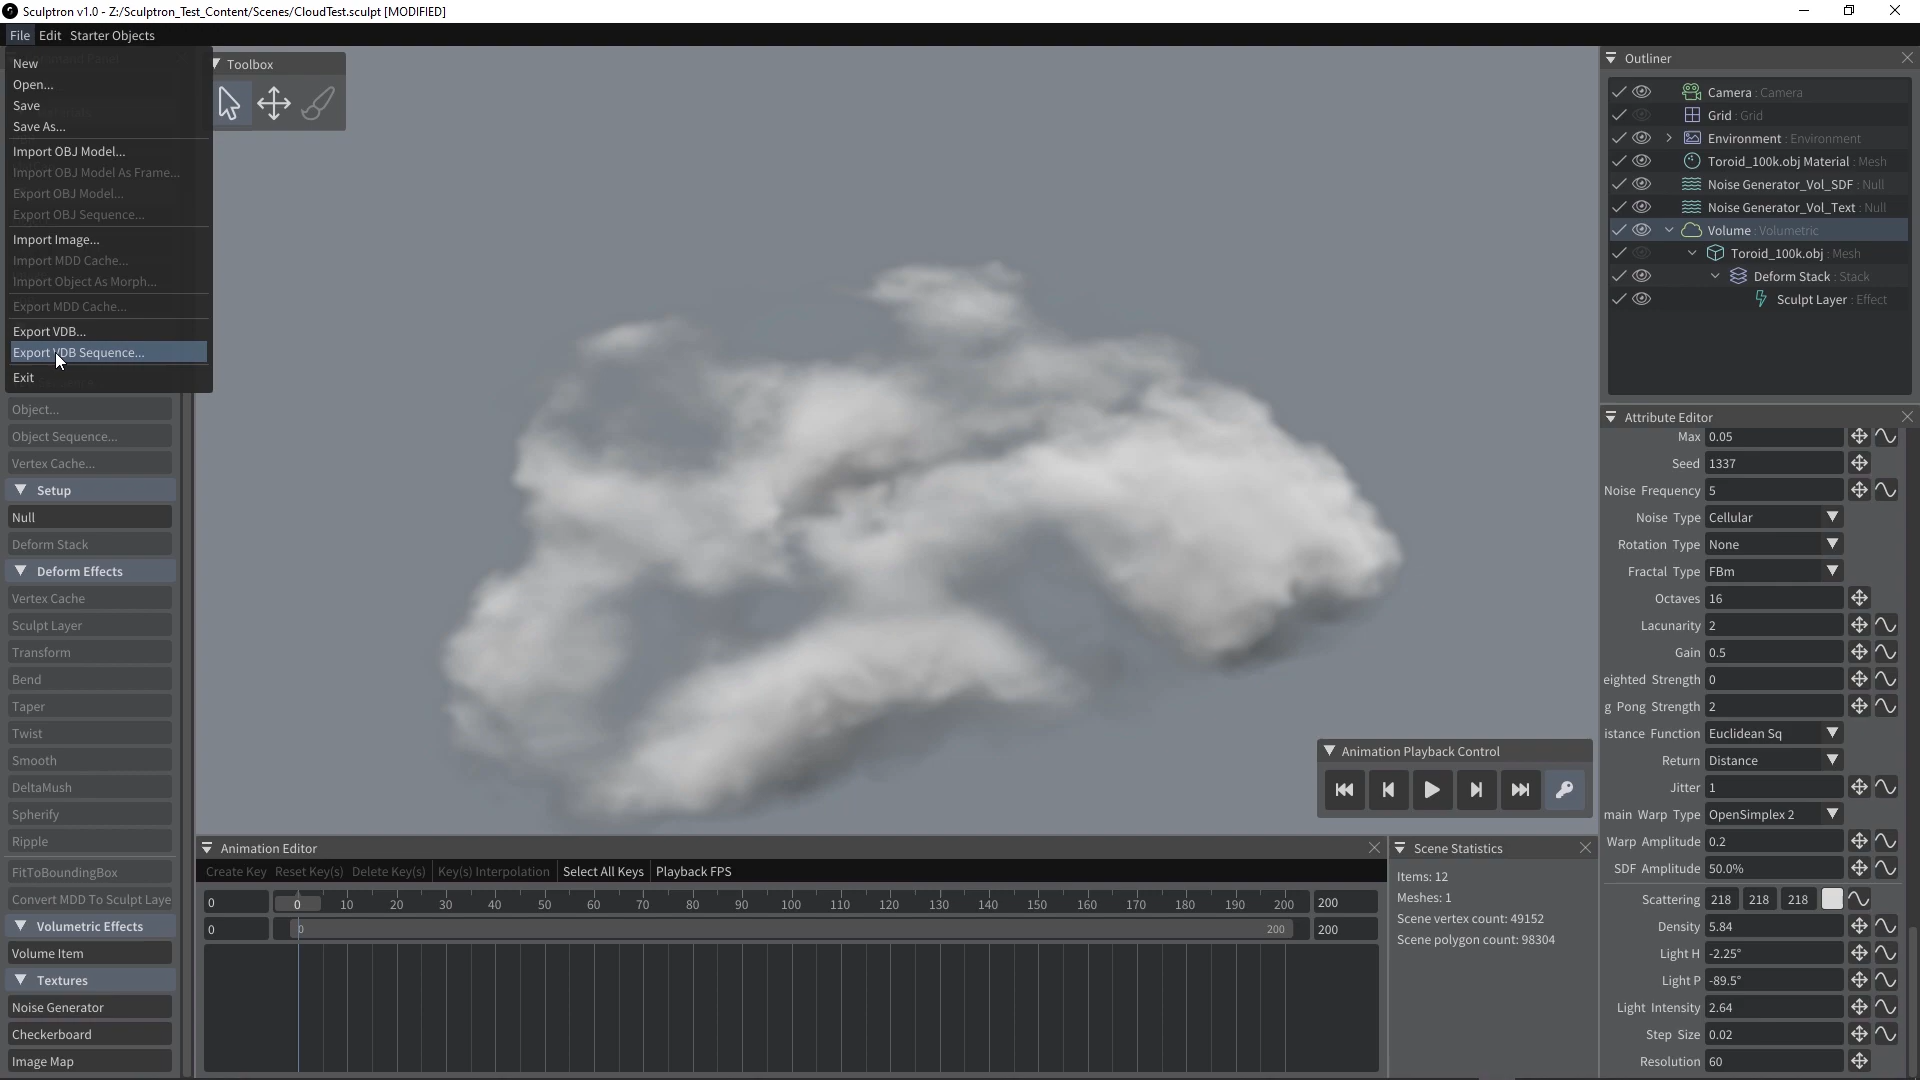 Sculptron v1.0 - Z:/Sculptron_Test_Content/Scenes/CloudTest.sculpt [MODIFIED]
File Edit Starter Objects
New
Open...
Save
Save As...
Import OBJ Model...
Import OBJ Model As Frame...
Export OBJ Model...
Export OBJ Sequence...
Import Image...
Import MDD Cache...
Import Object As Morph...
Export MDD Cache...
Export VDB...
Export VDB Sequence...
Exit
Object...
Object Sequence...
Vertex Cache...
Setup
Null
Deform Stack
Deform Effects
Vertex Cache
Sculpt Layer
Transform
Bend
Taper
Twist
Smooth
DeltaMush
Spherify
Ripple
FitToBoundingBox
Convert MDD To Sculpt Laye
Volumetric Effects
Volume Item
Textures
Noise Generator
Checkerboard
Image Map
Toolbox
Animation Playback Control
Animation Editor
Create Key Reset Key(s) Delete Key(s) Key(s) Interpolation Select All Keys Playback FPS
0 0 10 20 30 40 50 60 70 80 90 100 110 120 130 140 150 160 170 180 190 200 200
0 0 200 200
Scene Statistics
Items: 12
Meshes: 1
Scene vertex count: 49152
Scene polygon count: 98304
Outliner
Camera : Camera
Grid : Grid
Environment : Environment
Toroid_100k.obj Material : Mesh
Noise Generator_Vol_SDF : Null
Noise Generator_Vol_Text : Null
Volume : Volumetric
Toroid_100k.obj : Mesh
Deform Stack : Stack
Sculpt Layer : Effect
Attribute Editor
Max 0.05
Seed 1337
Noise Frequency 5
Noise Type Cellular
Rotation Type None
Fractal Type FBm
Octaves 16
Lacunarity 2
Gain 0.5
eighted Strength 0
g Pong Strength 2
istance Function Euclidean Sq
Return Distance
Jitter 1
main Warp Type OpenSimplex 2
Warp Amplitude 0.2
SDF Amplitude 50.0%
Scattering 218 218 218
Density 5.84
Light H -2.25°
Light P -89.5°
Light Intensity 2.64
Step Size 0.02
Resolution 60